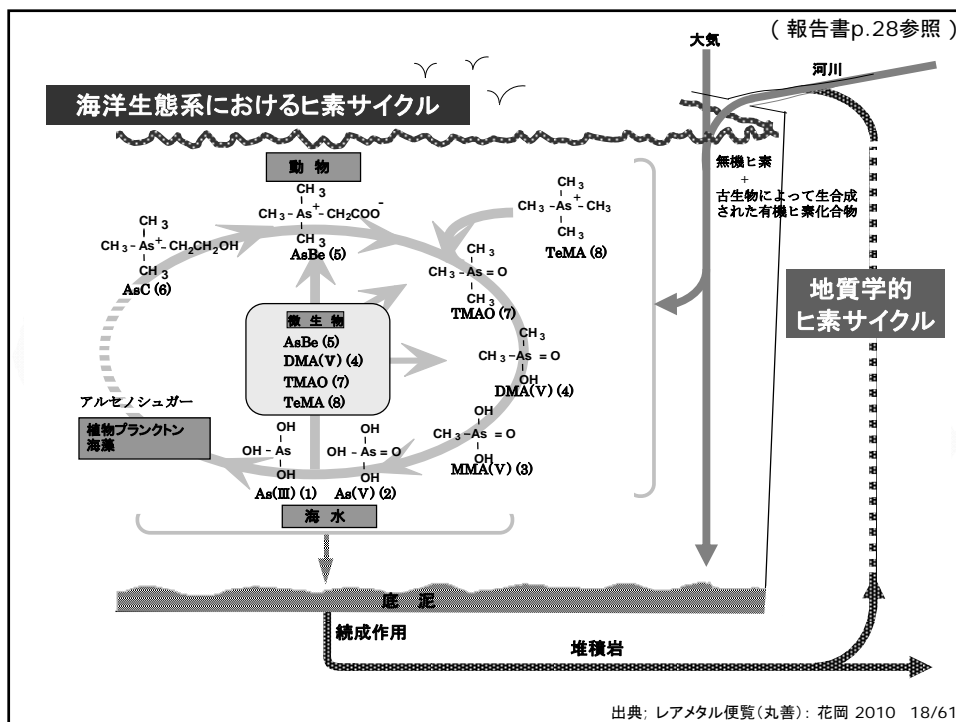 ( 報告書p.28参照 )
大気
河川
海洋生態系におけるヒ素サイクル
動 物
無機ヒ素
+
古生物によって生合成
された有機ヒ素化合物
CH3
CH3-As+-CH2COO-
CH3
AsBe (5)
CH3
CH3-As+-CH3
CH3
TeMA (8)
CH3
CH3-As+-CH2CH2OH
CH3
AsC (6)
CH3
CH3-As=O
CH3
TMAO (7)
地質学的
ヒ素サイクル
微生物
AsBe (5)
DMA(V) (4)
TMAO (7)
TeMA (8)
CH3
CH3-As=O
OH
DMA(V) (4)
アルセノシュガー
植物プランクトン
海藻
OH
OH-As
OH
As(III) (1)
OH
OH-As=O
OH
As(V) (2)
OH
CH3-As=O
OH
MMA(V) (3)
海 水
底 泥
続成作用
堆積岩
出典; レアメタル便覧(丸善): 花岡 2010 18/61